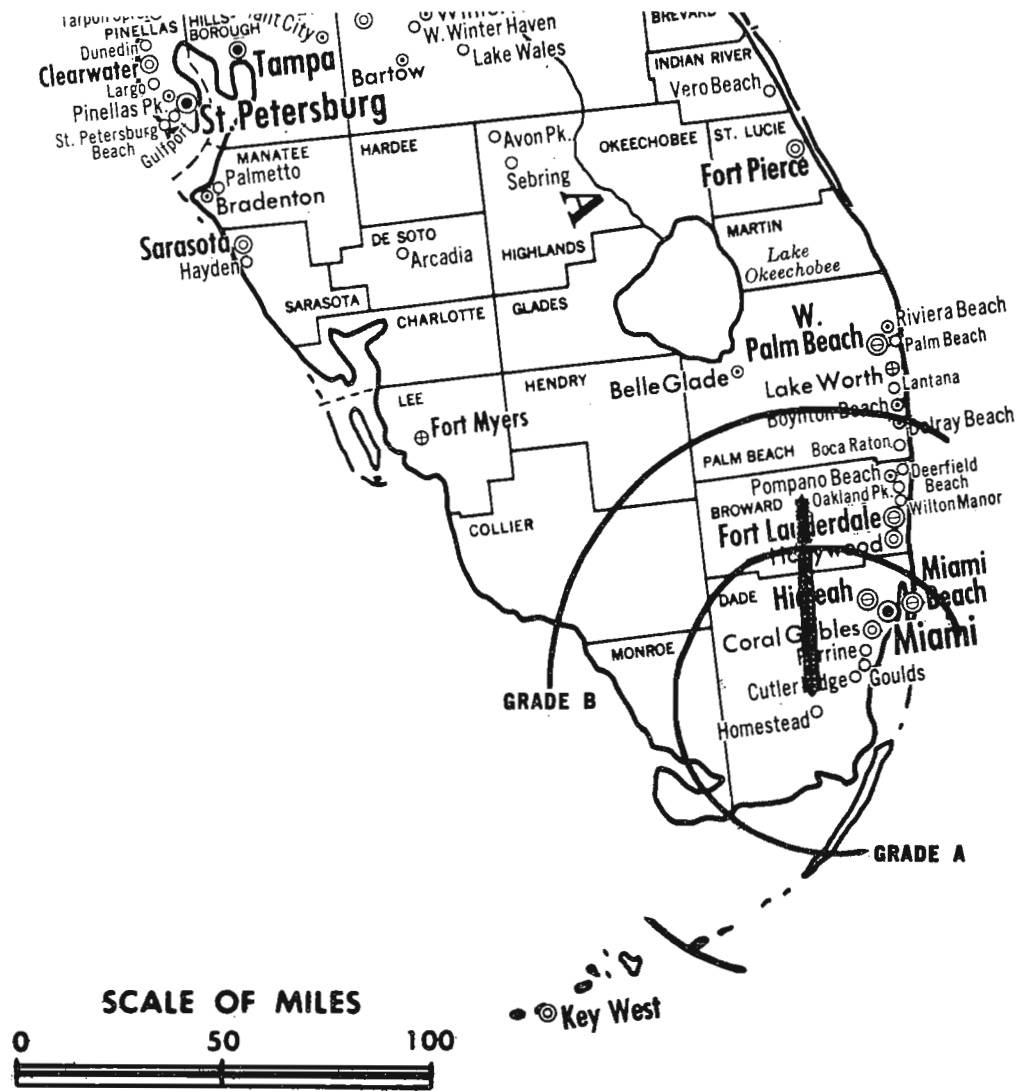 PINELLAS
HILLS-
BOROUGH
City
W. Winter Haven
Lake Wales
BREVARD
Dunedin
Clearwater
Tampa
Bartow
INDIAN RIVER
Vero Beach
Largo
Pinellas Pk.
St. Petersburg
St. Petersburg
Beach
Gulfport
MANATEE
Palmetto
Bradenton
HARDEE
Avon Pk.
Sebring
OKEECHOBEE
ST. LUCIE
Fort Pierce
A
Sarasota
Hayden
DE SOTO
Arcadia
HIGHLANDS
MARTIN
Lake
Okeechobee
SARASOTA
CHARLOTTE
GLADES
W.
Palm Beach
Riviera Beach
Palm Beach
LEE
HENDRY
Belle Glade
Lake Worth
Lantana
Fort Myers
Boynton Beach
Delray Beach
PALM BEACH
Boca Raton
COLLIER
Pompano Beach
Deerfield
Beach
BROWARD
Oakland Pk.
Wilton Manor
Fort Lauderdale
Hollywood
DADE
Hialeah
Miami
Beach
Coral Gables
Miami
MONROE
Perrine
Cutler Ridge
Goulds
GRADE B
Homestead
GRADE A
Key West
SCALE OF MILES
0 50 100